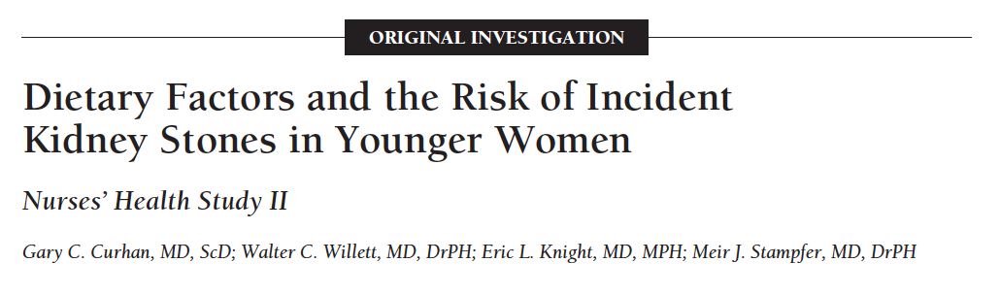 ORIGINAL INVESTIGATION
Dietary Factors and the Risk of Incident
Kidney Stones in Younger Women
Nurses’ Health Study II
Gary C. Curhan, MD, ScD; Walter C. Willett, MD, DrPH; Eric L. Knight, MD, MPH; Meir J. Stampfer, MD, DrPH